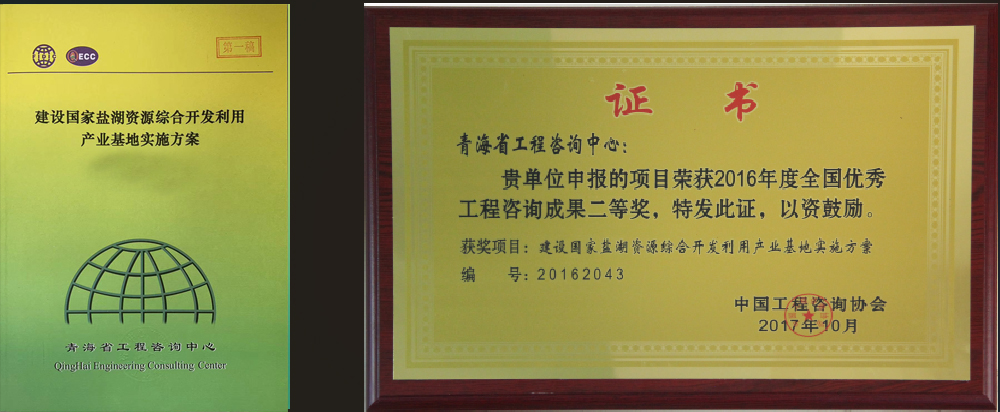 ECC
第一稿
建设国家盐湖资源综合开发利用
产业基地实施方案
青海省工程咨询中心
QingHai Engineering Consulting Center
证 书
青海省工程咨询中心：
贵单位申报的项目荣获2016年度全国优秀
工程咨询成果二等奖，特发此证，以资鼓励。
获奖项目：建设国家盐湖资源综合开发利用产业基地实施方案
编 号：20162043
中国工程咨询协会
2017年10月